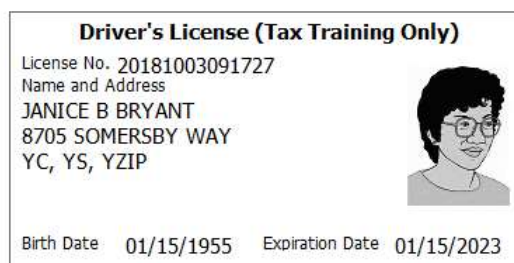 Driver's License (Tax Training Only)
License No. 20181003091727
Name and Address
JANICE B BRYANT
8705 SOMERSBY WAY
YC, YS, YZIP
Birth Date 01/15/1955 Expiration Date 01/15/2023